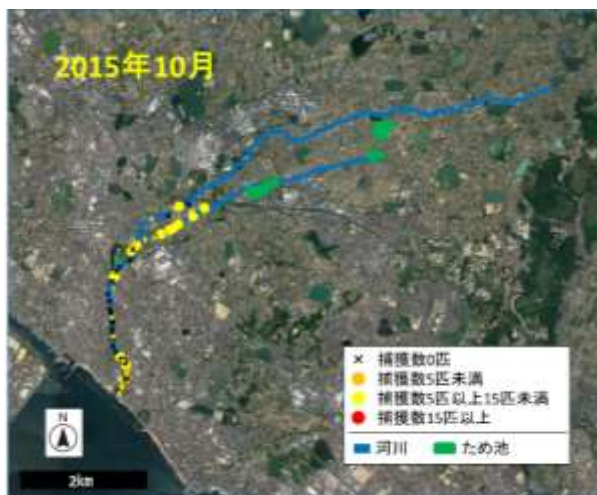 2015年10月
× 捕獲数0匹
捕獲数5匹未満
捕獲数5匹以上15匹未満
捕獲数15匹以上
河川 ため池
N
2km